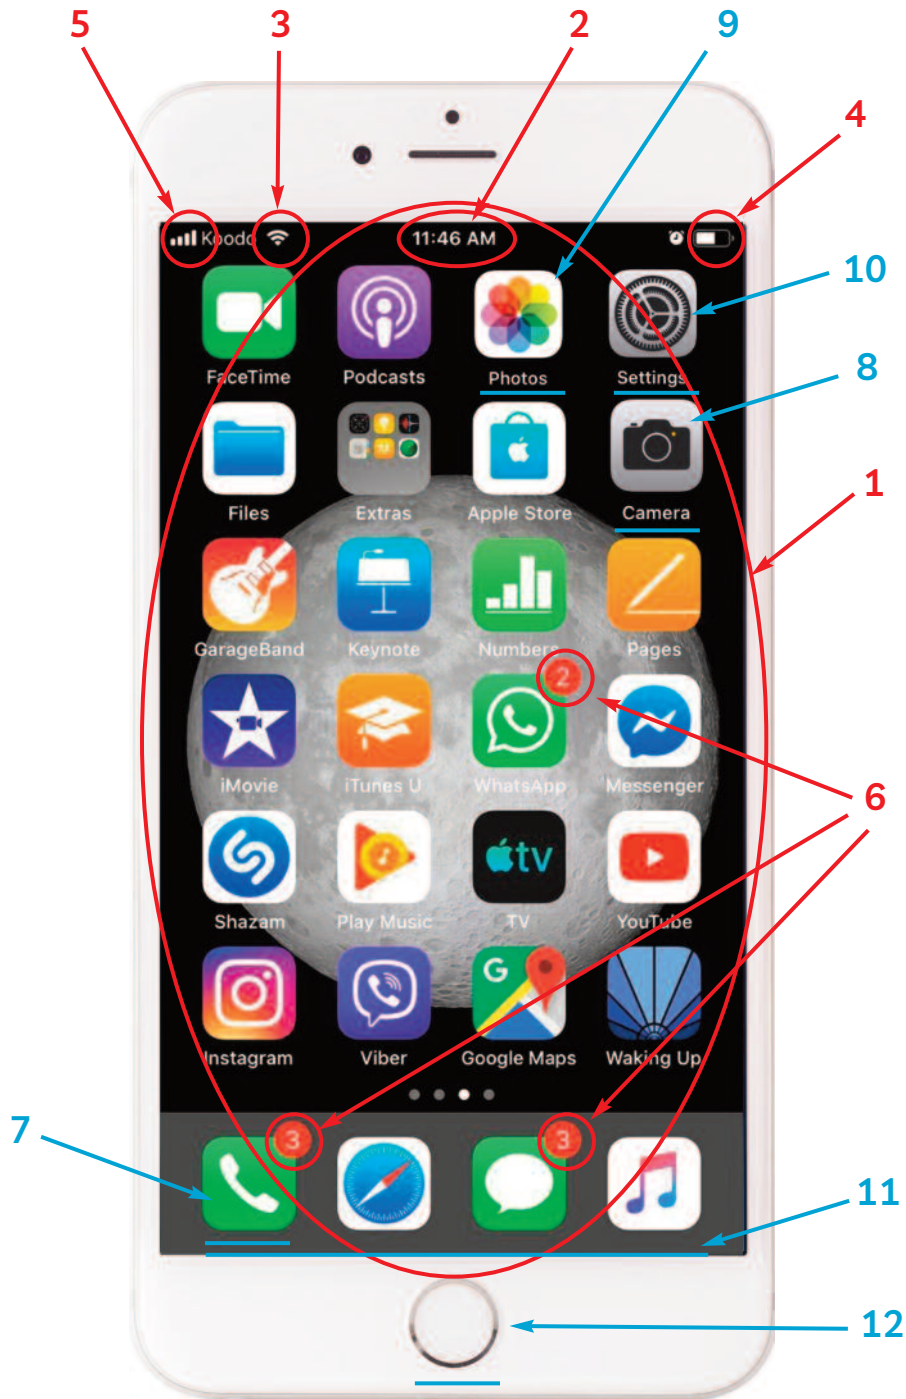 5 3 2 9
4
Koodo 11:46 AM
10
FaceTime Podcasts Photos Settings
8
Files Extras Apple Store Camera
1
GarageBand Keynote Numbers Pages
2
iMovie iTunes U WhatsApp Messenger
6
tv
Shazam Play Music TV YouTube
G
Instagram Viber Google Maps Waking Up
7 3 3
11
12